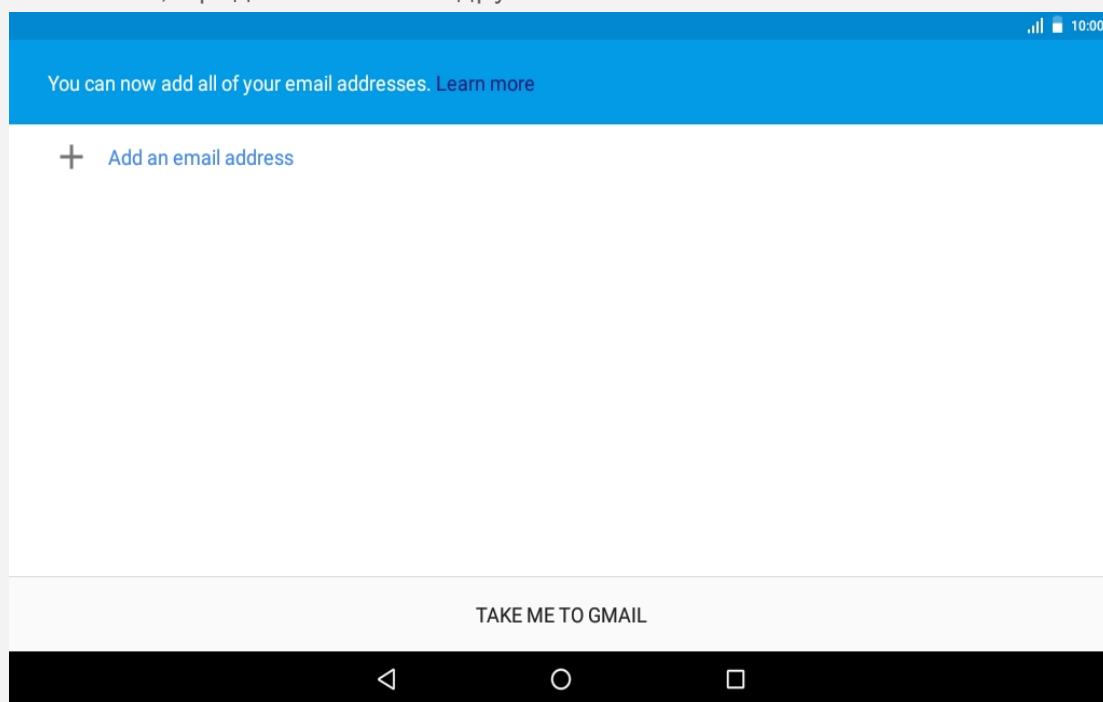 10:00
You can now add all of your email addresses. Learn more
Add an email address
TAKE ME TO GMAIL